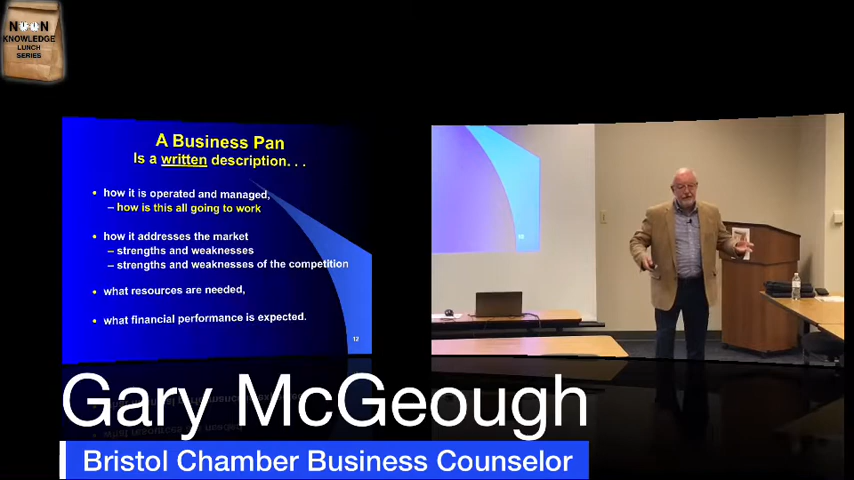 NOON
KNOWLEDGE
LUNCH
SERIES
A Business Pan
Is a written description. . .
• how it is operated and managed,
– how is this all going to work
• how it addresses the market
– strengths and weaknesses
– strengths and weaknesses of the competition
• what resources are needed,
• what financial performance is expected.
12
Gary McGeough
Bristol Chamber Business Counselor